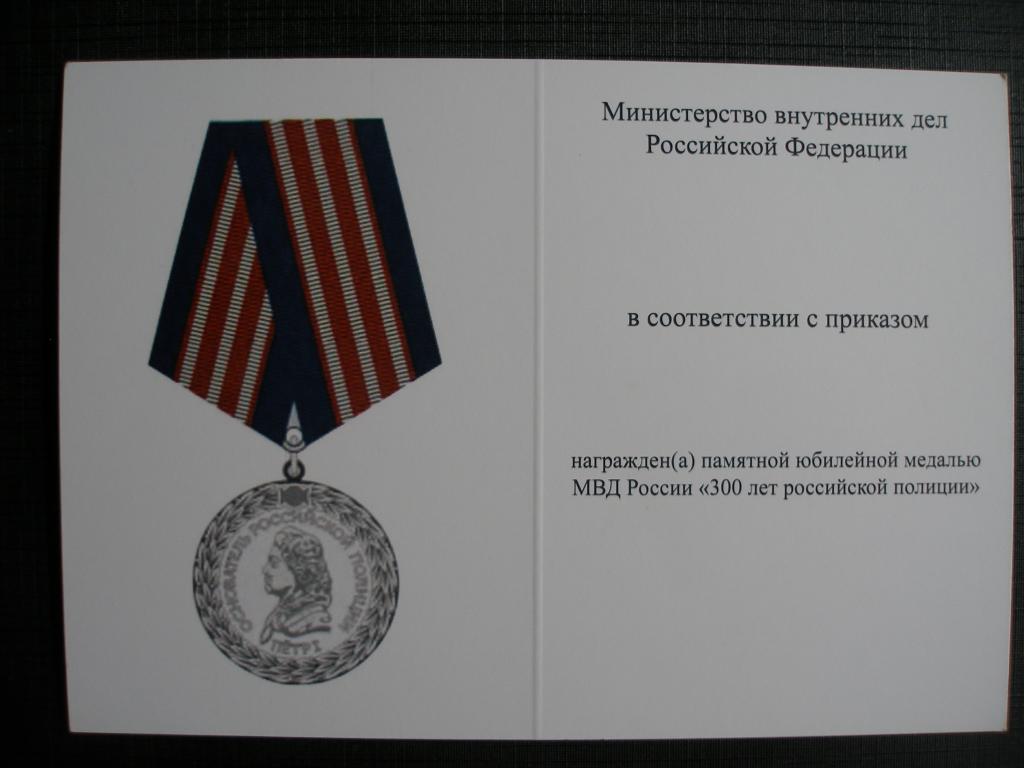 ОСНОВАТЕЛЬ РОССИЙСКОЙ ПОЛИЦИИ
ПЁТР I
Министерство внутренних дел
Российской Федерации
в соответствии с приказом
награжден(а) памятной юбилейной медалью
МВД России «300 лет российской полиции»